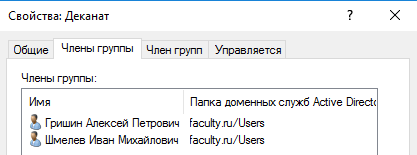 Свойства: Деканат ? ×
Общие Члены группы Член групп Управляется
Члены группы:
Имя Папка доменных служб Active Directo
Гришин Алексей Петрович faculty.ru/Users
Шмелев Иван Михайлович faculty.ru/Users